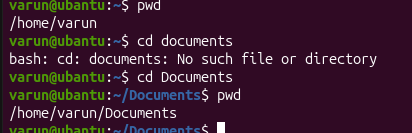 varun@ubantu:~$ pwd
/home/varun
varun@ubantu:~$ cd documents
bash: cd: documents: No such file or directory
varun@ubantu:~$ cd Documents
varun@ubantu:~/Documents$ pwd
/home/varun/Documents
varun@ubantu:~/Documents$